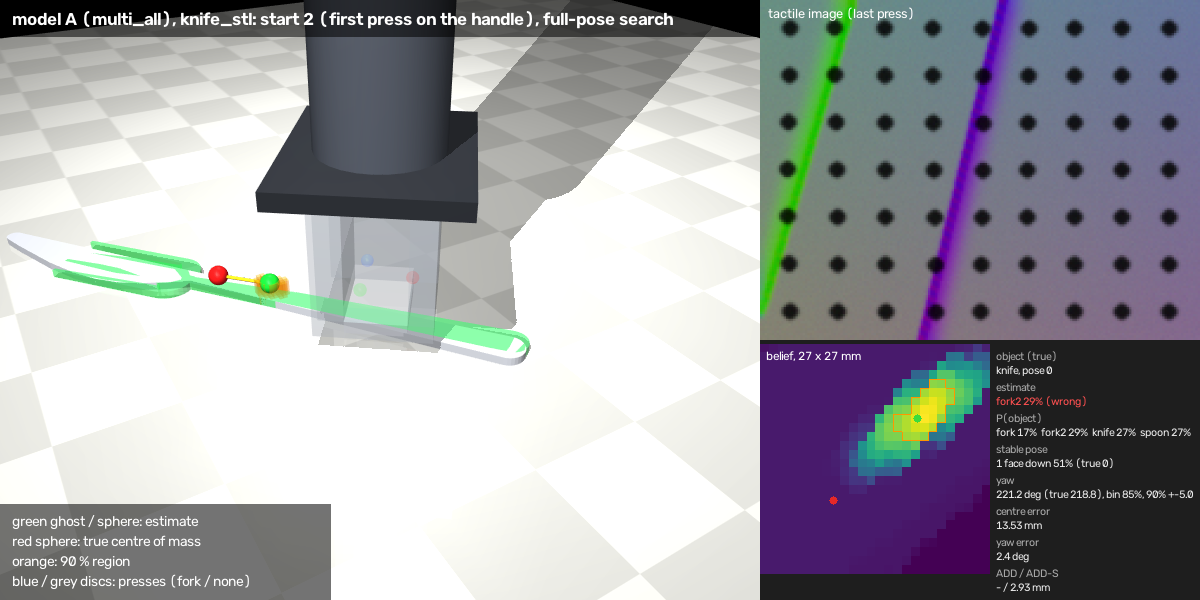 model A (multi_all), knife_stl: start 2 (first press on the handle), full-pose search
tactile image (last press)
belief, 27 x 27 mm
object (true)
knife, pose 0
estimate
fork2 29% (wrong)
P(object)
fork 17% fork2 29% knife 27% spoon 27%
stable pose
1 face down 51% (true 0)
yaw
221.2 deg (true 218.8), bin 85%, 90% +-5.0
centre error
13.53 mm
yaw error
2.4 deg
ADD / ADD-S
- / 2.93 mm
green ghost / sphere: estimate
red sphere: true centre of mass
orange: 90 % region
blue / grey discs: presses (fork / none)